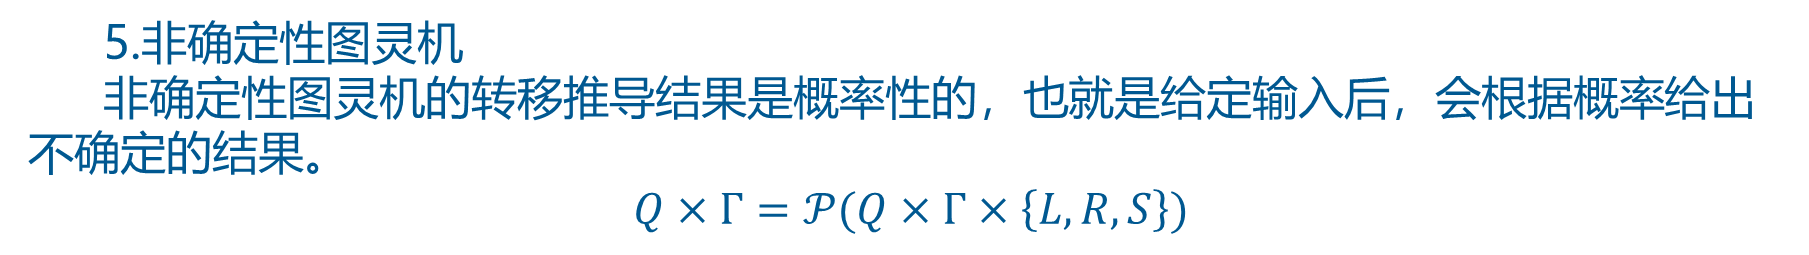 5.非确定性图灵机
非确定性图灵机的转移推导结果是概率性的，也就是给定输入后，会根据概率给出
不确定的结果。
Q × Γ = 𝒫(Q × Γ × {L, R, S})